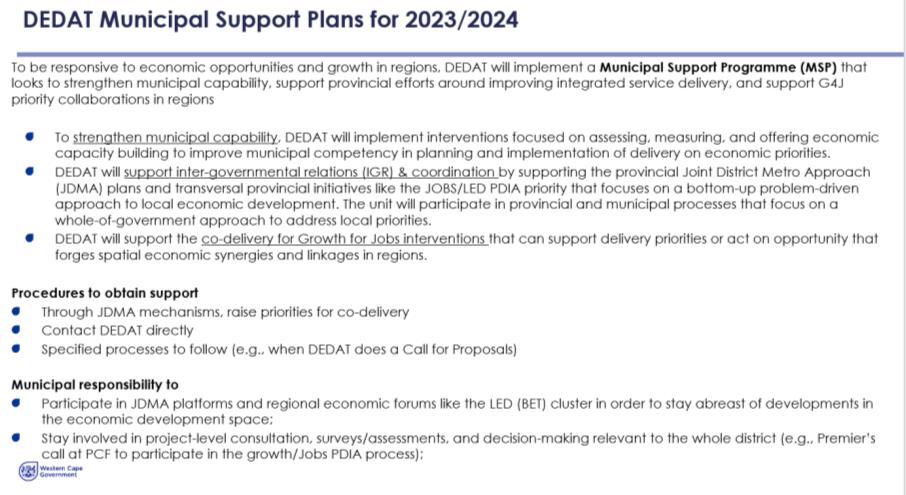 DEDAT Municipal Support Plans for 2023/2024
To be responsive to economic opportunities and growth in regions, DEDAT will implement a Municipal Support Programme (MSP) that
looks to strengthen municipal capability, support provincial efforts around improving integrated service delivery, and support G4J
priority collaborations in regions
To strengthen municipal capability, DEDAT will implement interventions focused on assessing, measuring, and offering economic
capacity building to improve municipal competency in planning and implementation of delivery on economic priorities.
DEDAT will support inter-governmental relations (IGR) & coordination by supporting the provincial Joint District Metro Approach
(JDMA) plans and transversal provincial initiatives like the JOBS/LED PDIA priority that focuses on a bottom-up problem-driven
approach to local economic development. The unit will participate in provincial and municipal processes that focus on a
whole-of-government approach to address local priorities.
DEDAT will support the co-delivery for Growth for Jobs interventions that can support delivery priorities or act on opportunity that
forges spatial economic synergies and linkages in regions.
Procedures to obtain support
Through JDMA mechanisms, raise priorities for co-delivery
Contact DEDAT directly
Specified processes to follow (e.g., when DEDAT does a Call for Proposals)
Municipal responsibility to
Participate in JDMA platforms and regional economic forums like the LED (BET) cluster in order to stay abreast of developments in
the economic development space;
Stay involved in project-level consultation, surveys/assessments, and decision-making relevant to the whole district (e.g., Premier's
call at PCF to participate in the growth/Jobs PDIA process);
Western Cape
Government